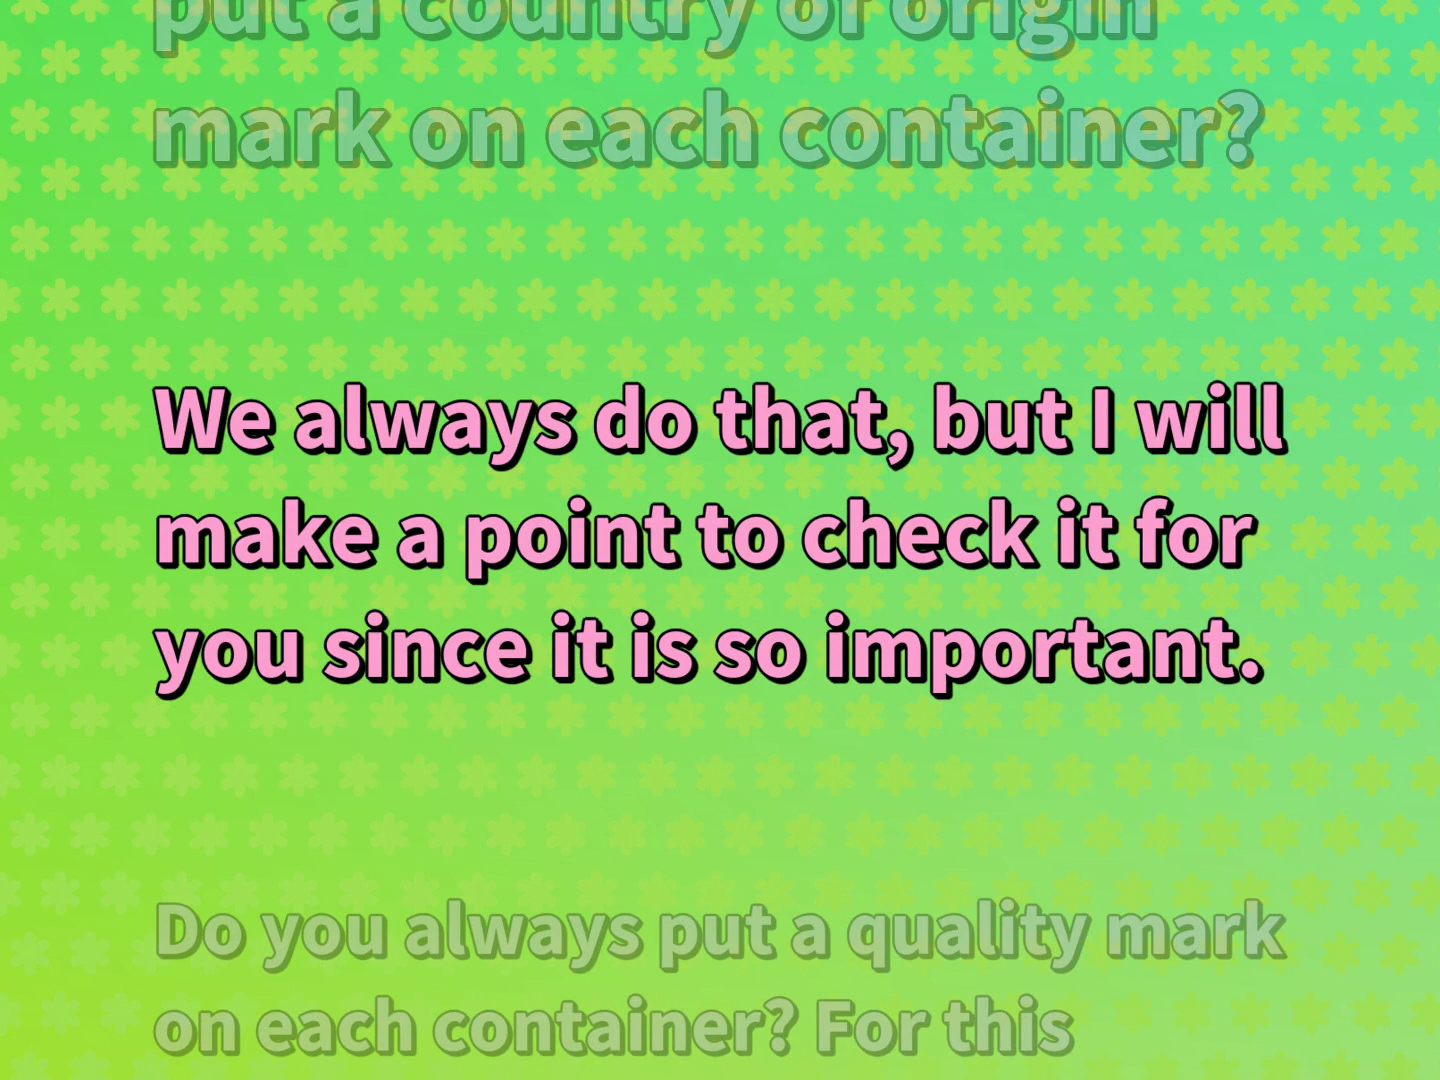 put a country of origin
mark on each container?
We always do that, but I will
make a point to check it for
you since it is so important.
Do you always put a quality mark
on each container? For this